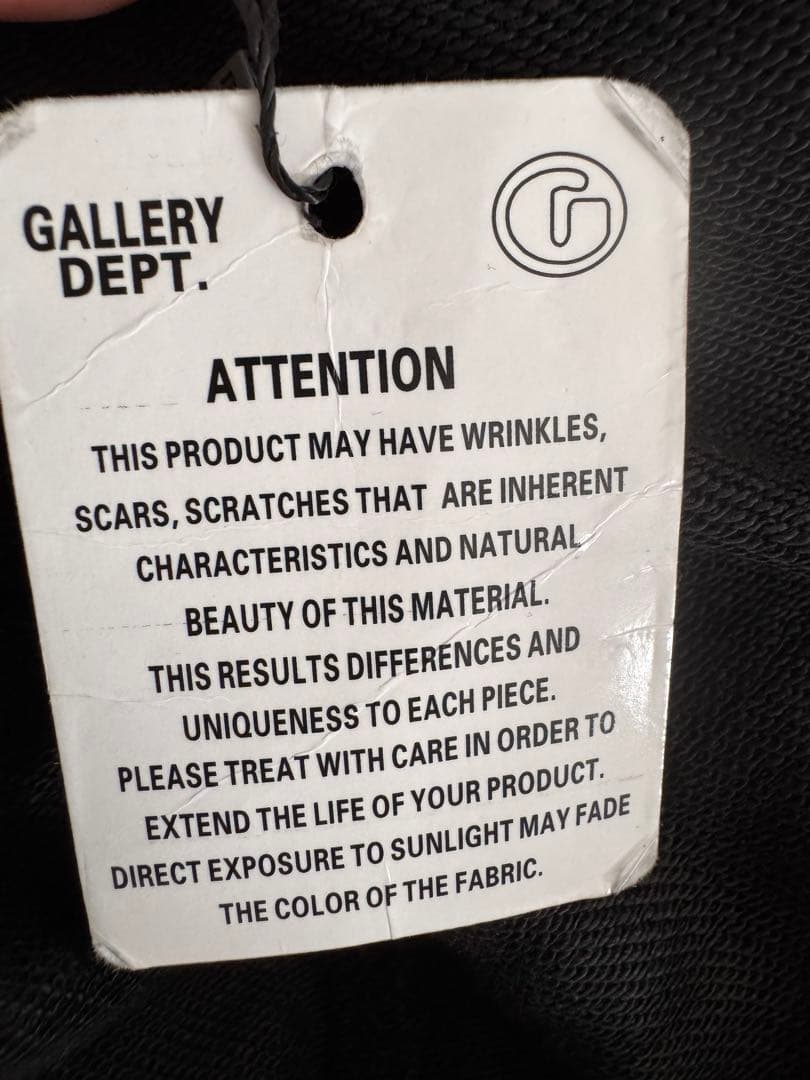 GALLERY
DEPT.
G
ATTENTION
THIS PRODUCT MAY HAVE WRINKLES,
SCARS, SCRATCHES THAT ARE INHERENT
CHARACTERISTICS AND NATURAL
BEAUTY OF THIS MATERIAL.
THIS RESULTS DIFFERENCES AND
UNIQUENESS TO EACH PIECE.
PLEASE TREAT WITH CARE IN ORDER TO
EXTEND THE LIFE OF YOUR PRODUCT.
DIRECT EXPOSURE TO SUNLIGHT MAY FADE
THE COLOR OF THE FABRIC.